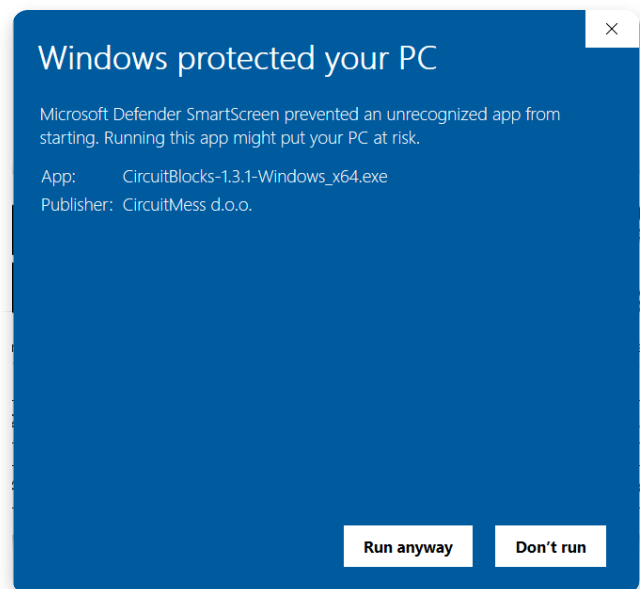 Windows protected your PC
Microsoft Defender SmartScreen prevented an unrecognized app from
starting. Running this app might put your PC at risk.
App: CircuitBlocks-1.3.1-Windows_x64.exe
Publisher: CircuitMess d.o.o.
Run anyway Don't run